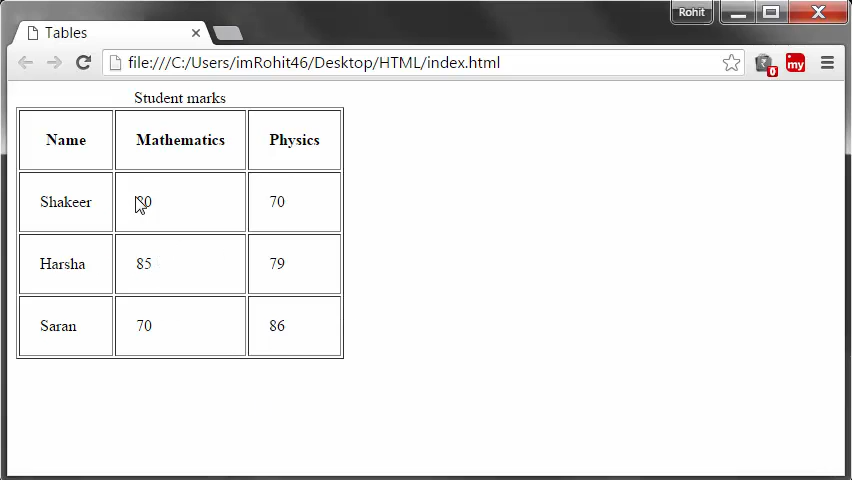 Rohit
Tables
file:///C:/Users/imRohit46/Desktop/HTML/index.html
0
my
Student marks
Name Mathematics Physics
Shakeer 70
Harsha 85 79
Saran 70 86